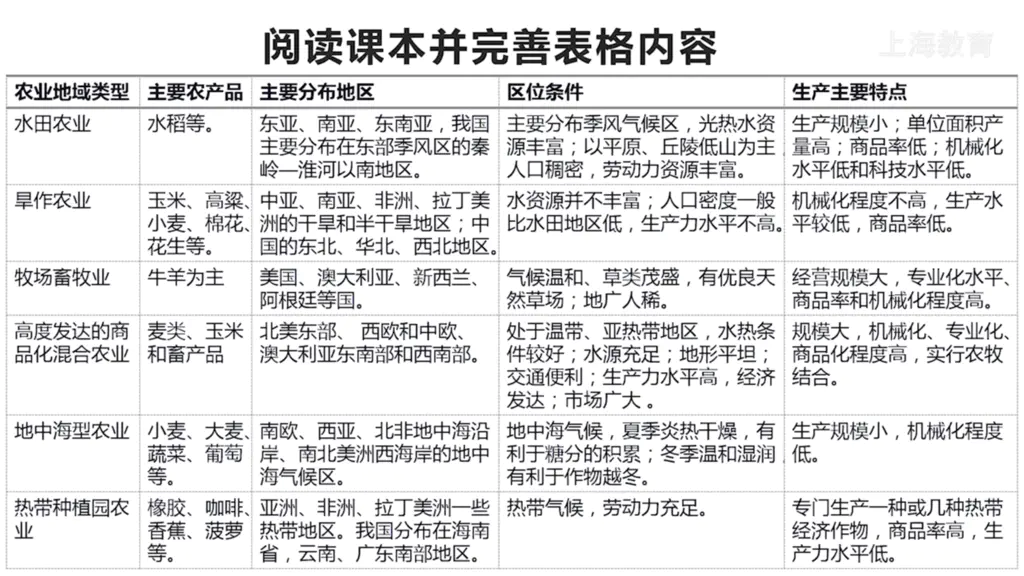 阅读课本并完善表格内容
上海教育
农业地域类型 主要农产品 主要分布地区 区位条件 生产主要特点
水田农业
水稻等。
东亚、南亚、东南亚，我国
主要分布在东部季风区的秦
岭—淮河以南地区。
主要分布季风气候区，光热水资
源丰富；以平原、丘陵低山为主
人口稠密，劳动力资源丰富。
生产规模小；单位面积产
量高；商品率低；机械化
水平低和科技水平低。
旱作农业
玉米、高粱、
小麦、棉花、
花生等。
中亚、南亚、非洲、拉丁美
洲的干旱和半干旱地区；中
国的东北、华北、西北地区。
水资源并不丰富；人口密度一般
比水田地区低，生产力水平不高。
机械化程度不高，生产水
平较低，商品率低。
牧场畜牧业
牛羊为主
美国、澳大利亚、新西兰、
阿根廷等国。
气候温和、草类茂盛，有优良天
然草场；地广人稀。
经营规模大，专业化水平、
商品率和机械化程度高。
高度发达的商
品化混合农业
麦类、玉米
和畜产品
北美东部、 西欧和中欧、
澳大利亚东南部和西南部。
处于温带、亚热带地区，水热条
件较好；水源充足；地形平坦；
交通便利；生产力水平高，经济
发达；市场广大 。
规模大，机械化、专业化、
商品化程度高，实行农牧
结合。
地中海型农业
小麦、大麦、
蔬菜、葡萄
等。
南欧、西亚、北非地中海沿
岸、南北美洲西海岸的地中
海气候区。
地中海气候，夏季炎热干燥，有
利于糖分的积累；冬季温和湿润
有利于作物越冬。
生产规模小，机械化程度
低。
热带种植园农
业
橡胶、咖啡、
香蕉、菠萝
等。
亚洲、非洲、拉丁美洲一些
热带地区。我国分布在海南
省，云南、广东南部地区。
热带气候，劳动力充足。
专门生产一种或几种热带
经济作物，商品率高，生
产力水平低。